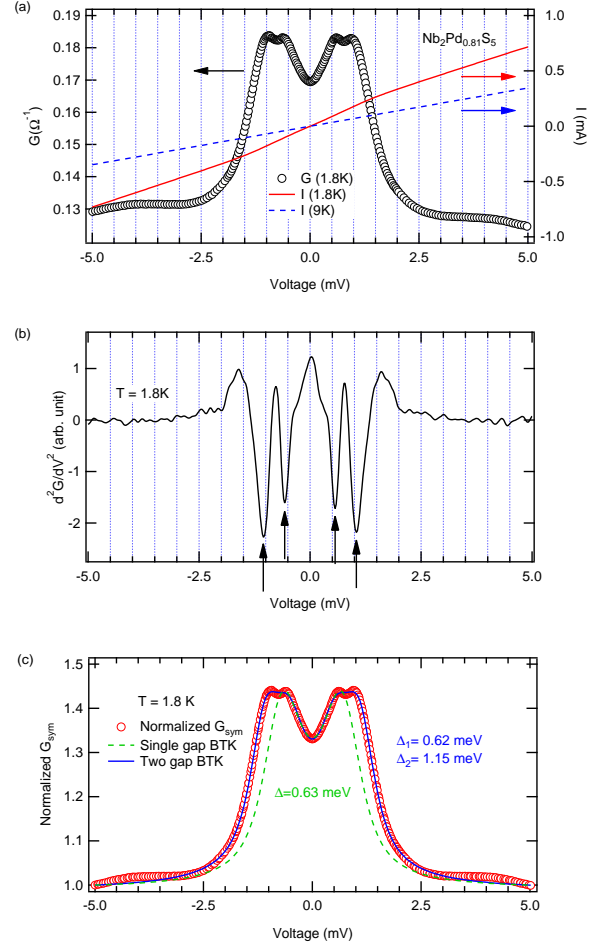 (a)
0.19
0.18
0.17
0.16
0.15
0.14
0.13
G(Ω⁻¹)
Nb₂Pd₀.₈₁S₅
1.0
0.5
0.0
-0.5
-1.0
I (mA)
G (1.8K)
I (1.8K)
I (9K)
-5.0 -2.5 0.0 2.5 5.0
Voltage (mV)
(b)
1
0
-1
-2
d²G/dV² (arb. unit)
T = 1.8K
-5.0 -2.5 0.0 2.5 5.0
Voltage (mV)
(c)
1.5
1.4
1.3
1.2
1.1
1.0
Normalized G_sym
T = 1.8 K
Normalized G_sym
Single gap BTK
Two gap BTK
Δ₁= 0.62 meV
Δ₂= 1.15 meV
Δ=0.63 meV
-5.0 -2.5 0.0 2.5 5.0
Voltage (mV)